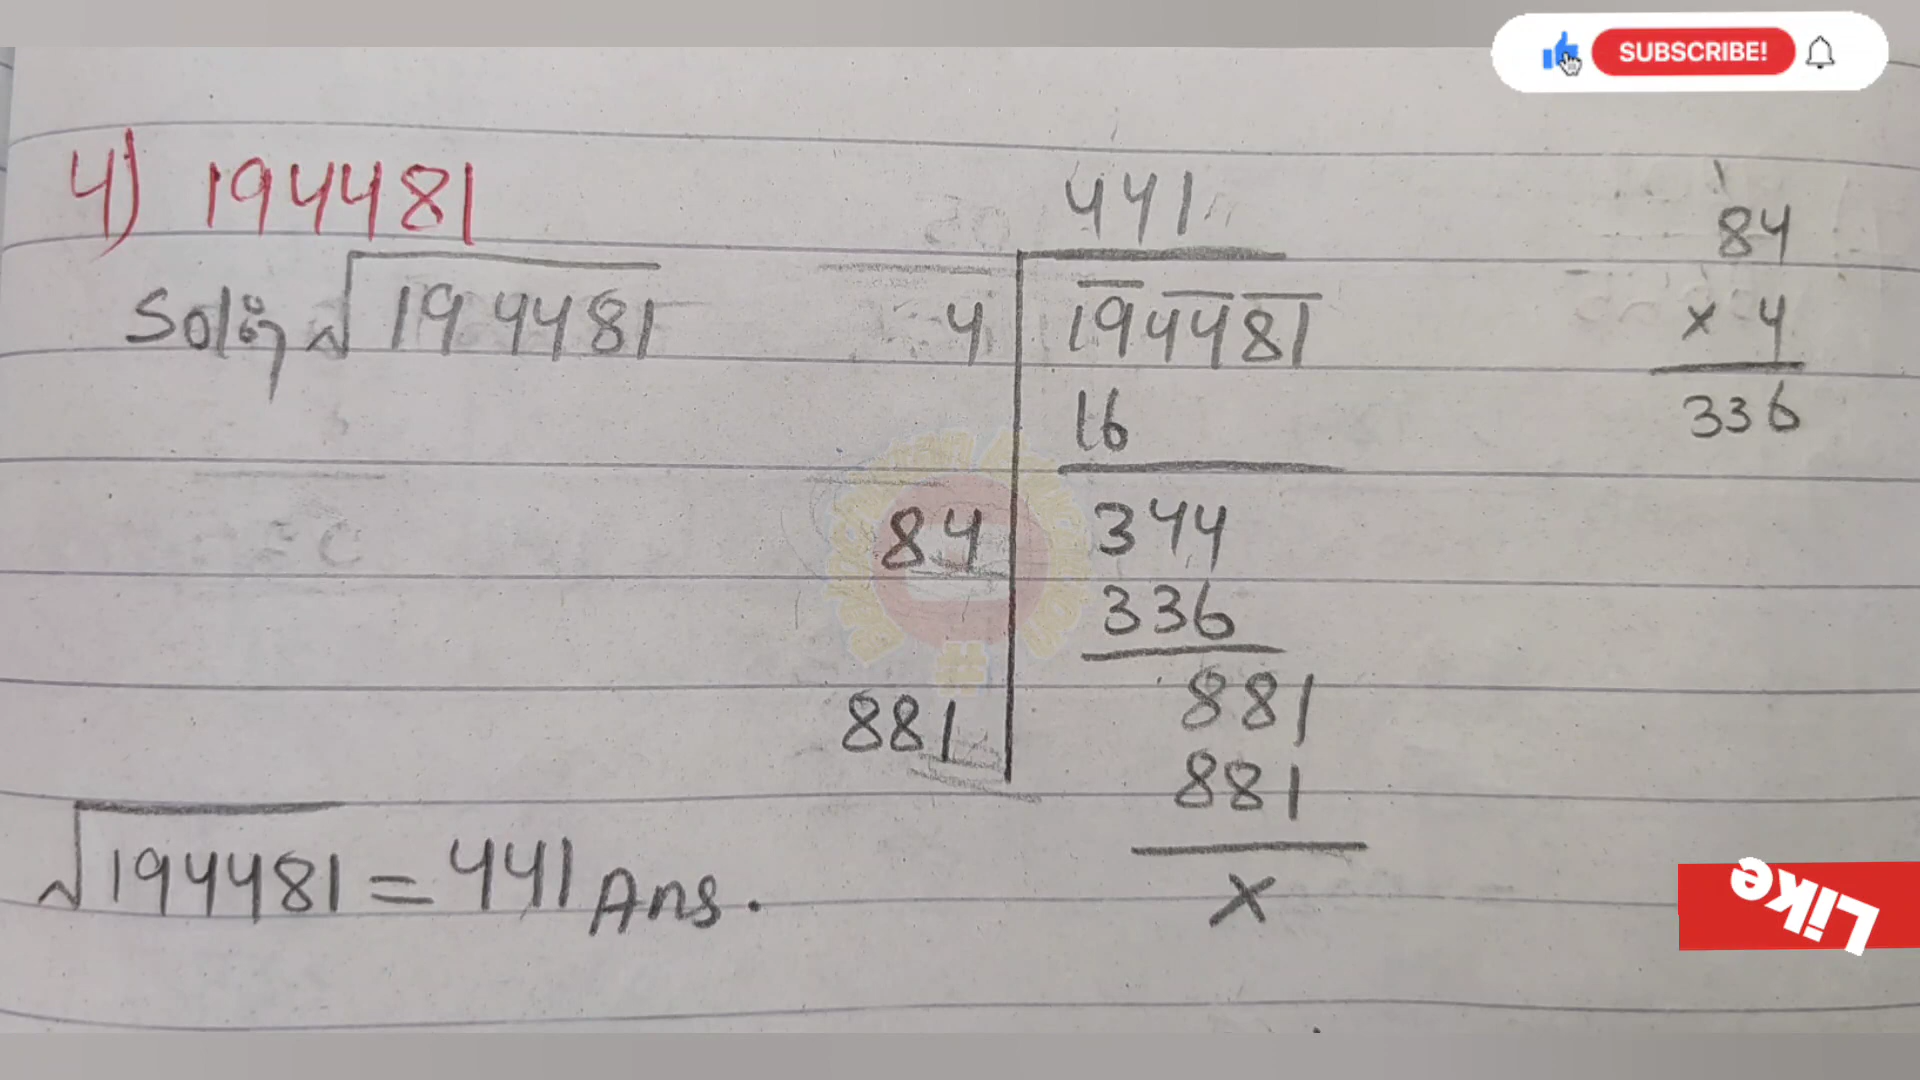 SUBSCRIBE!
4) 194481
√194481
441
4 194481
16
84 344
336
881 881
881
x
1
84
x 4
336
√194481 = 441 Ans.
Like